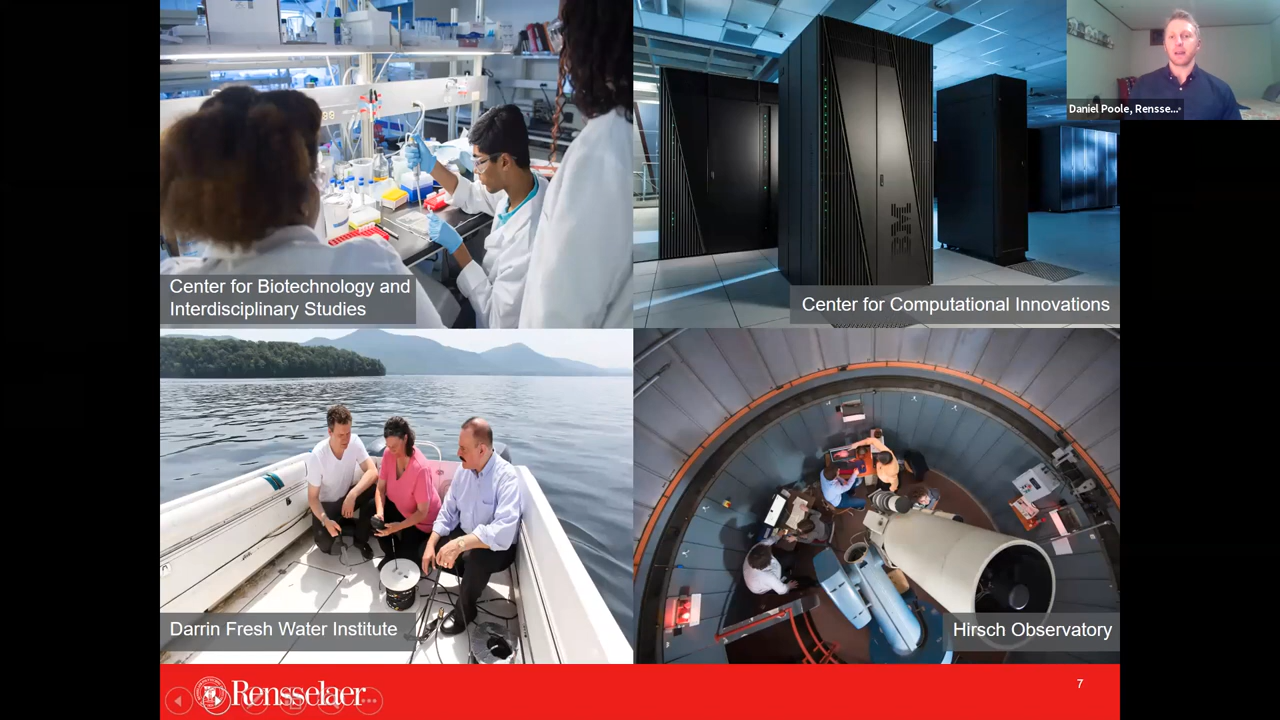 Daniel Poole, Rensse...
Center for Biotechnology and
Interdisciplinary Studies
IBM
Center for Computational Innovations
Darrin Fresh Water Institute
Hirsch Observatory
Rensselaer
7